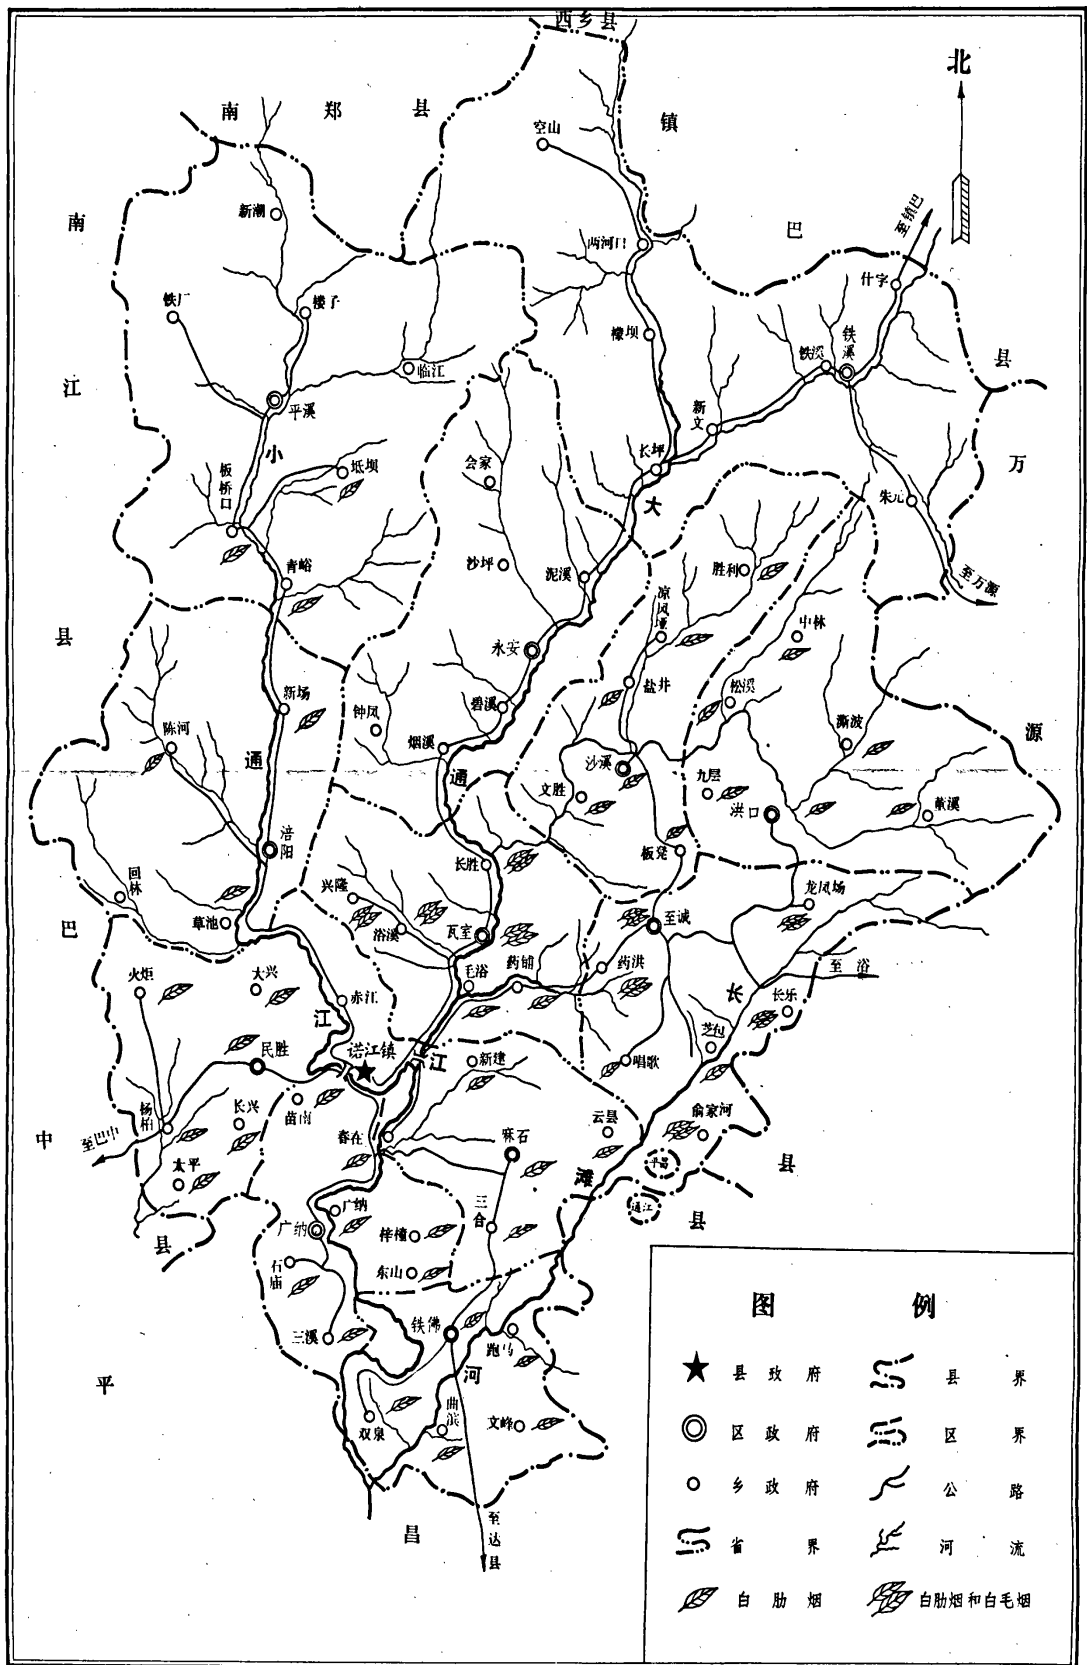 西乡县
北
南郑县
镇
空山
至镇巴
新潮
南
巴
两河口
什字
铁厂
楼子
檬坝
铁溪
铁溪
县
临江
江
平溪
新文
小
板桥口
坻坝
会家
长坪
万
大
朱元
青峪
沙坪
泥溪
胜利
至万源
凉风垭
县
中林
永安
盐井
松溪
新场
钟凤
碧溪
陈河
澌波
源
烟溪
通
通
沙溪
文胜
九层
洪口
涪阳
板凳
长胜
回林
兴隆
龙凤场
草池
巴
浴溪
瓦室
至诚
药铺
药洪
至浴
火炬
大兴
毛浴
长
长乐
赤江
江
芝包
民胜
诺江镇
江
新建
唱歌
杨柏
长兴
苗南
云昙
俞家河
中
至巴中
春在
麻石
太平
平昌
县
滩
广纳
三合
通江
县
广纳
梓橦
县
石庙
东山
图例
三溪
铁佛
跑马
县政府
县界
平
河
双泉
曲滨
文峰
区政府
区界
乡政府
公路
昌
至达县
省界
河流
白肋烟
白肋烟和白毛烟